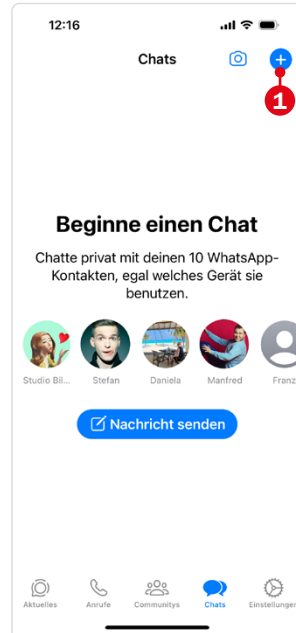 12:16
Chats
1
Beginne einen Chat
Chatte privat mit deinen 10 WhatsApp-
Kontakten, egal welches Gerät sie
benutzen.
Studio Bil... Stefan Daniela Manfred Franz
Nachricht senden
Aktuelles Anrufe Communitys Chats Einstellungen